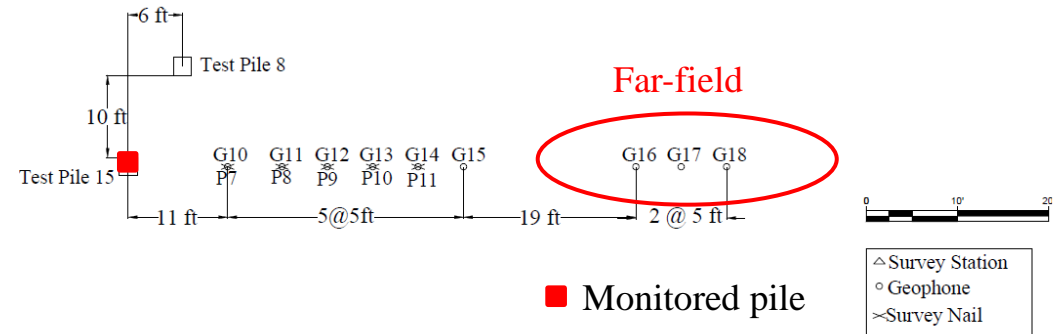 6 ft
Test Pile 8
Far-field
10 ft
G10 G11 G12 G13 G14 G15 G16 G17 G18
Test Pile 15 P7 P8 P9 P10 P11
11 ft 5@5ft 19 ft 2 @ 5 ft
0 10' 20
Survey Station
Geophone
Survey Nail
Monitored pile